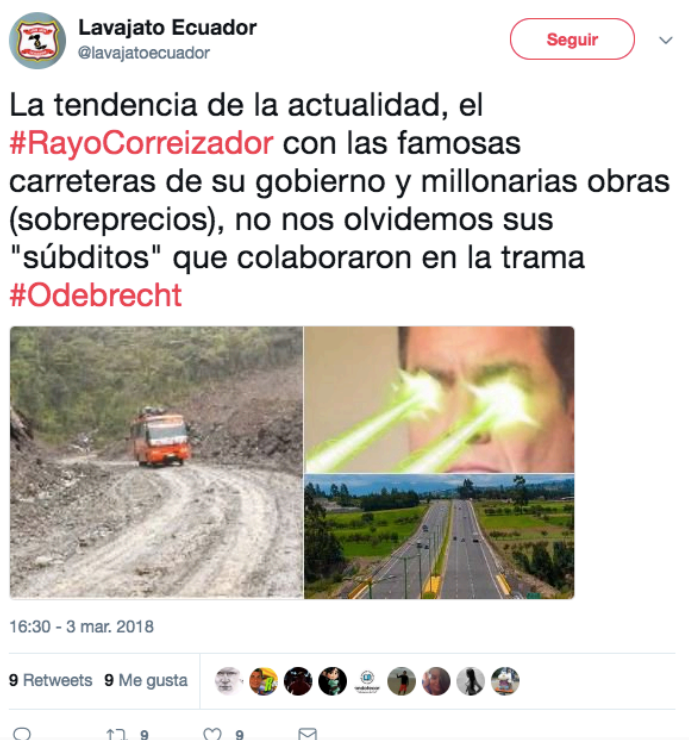 Lavajato Ecuador
@lavajatoecuador
Seguir
La tendencia de la actualidad, el
#RayoCorreizador con las famosas
carreteras de su gobierno y millonarias obras
(sobreprecios), no nos olvidemos sus
"súbditos" que colaboraron en la trama
#Odebrecht
16:30 - 3 mar. 2018
9 Retweets 9 Me gusta
9 9